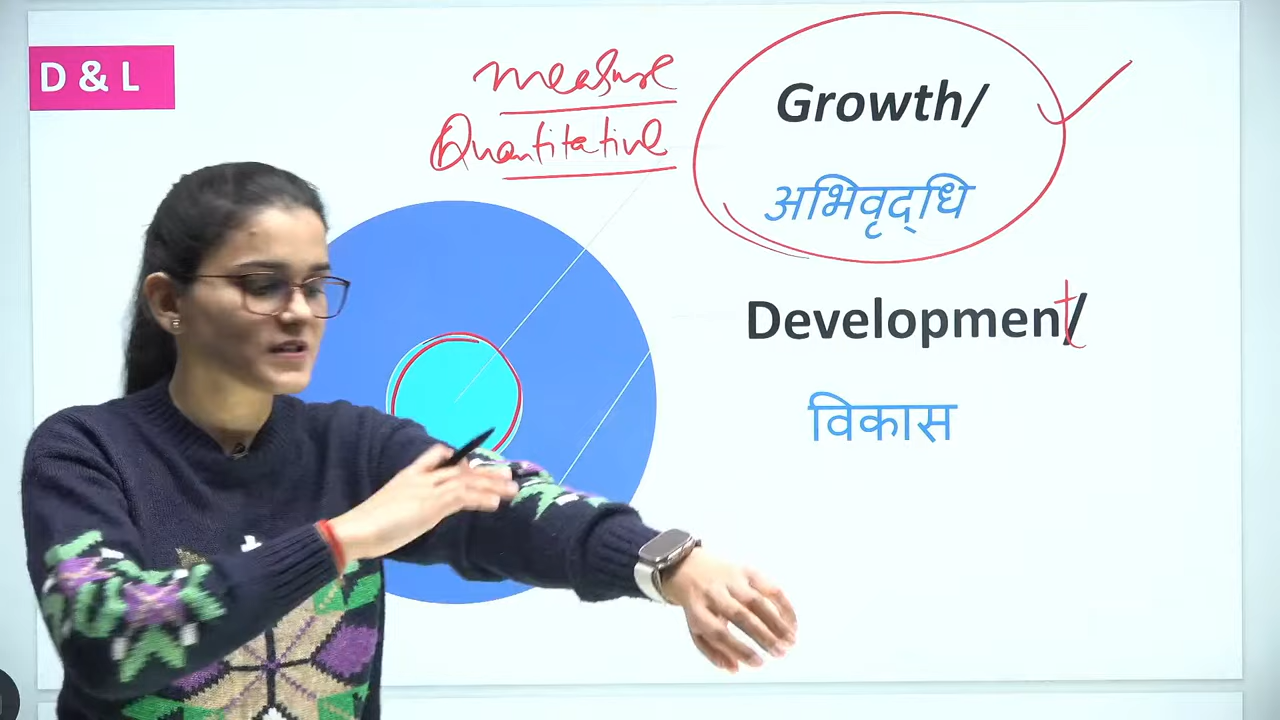 D & L
measure
Quantitative
Growth/
अभिवृद्धि
Development/
विकास